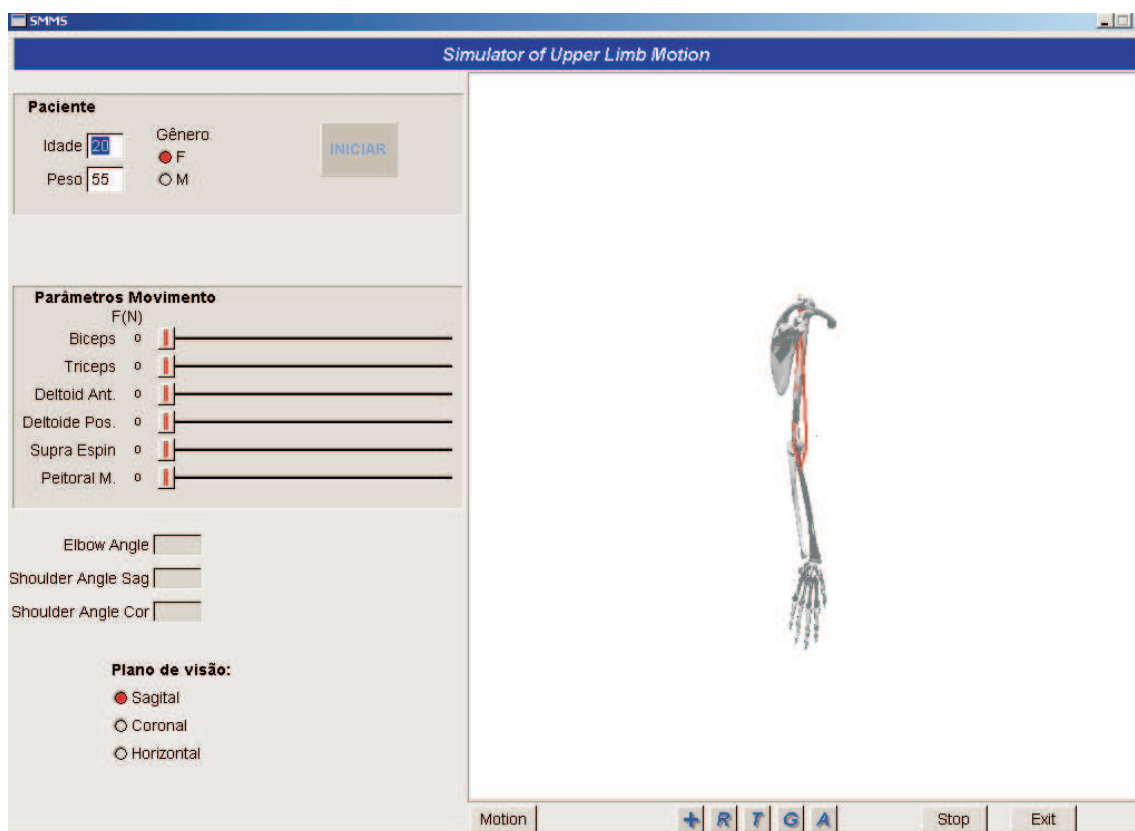 SMMS
Simulator of Upper Limb Motion
Paciente
Idade 20
Peso 55
Gênero
F
M
INICIAR
Parâmetros Movimento
F(N)
Biceps 0
Triceps 0
Deltoid Ant. 0
Deltoide Pos. 0
Supra Espin 0
Peitoral M. 0
Elbow Angle
Shoulder Angle Sag
Shoulder Angle Cor
Plano de visão:
Sagital
Coronal
Horizontal
Motion + R T G A Stop Exit